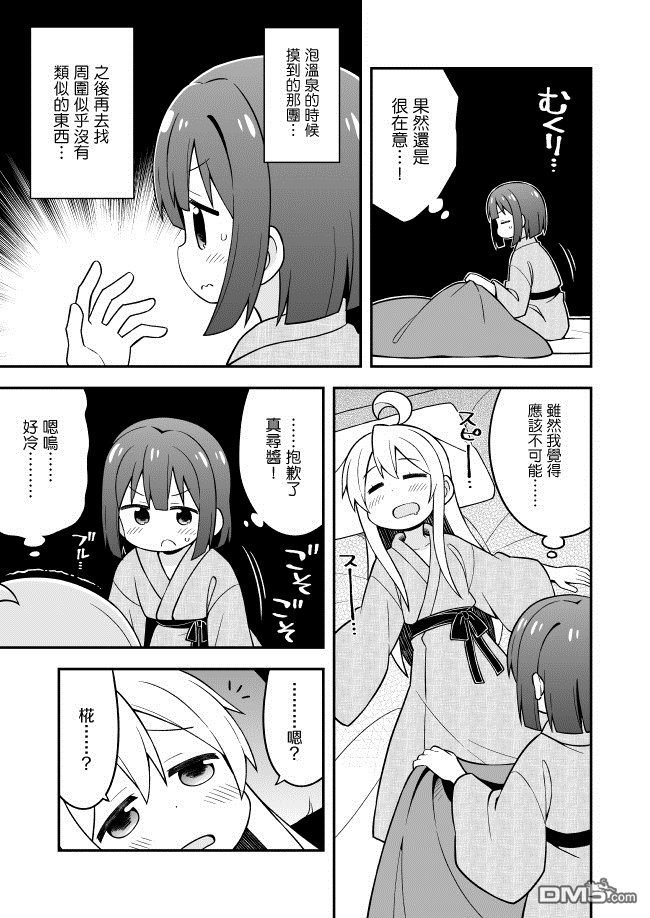 むくり…
果然還是
很在意…！
泡溫泉的時候
摸到的那團…
之後再去找
周圍似乎沒有
類似的東西…
雖然我覺得
應該不可能……
スピー…
スー…
……抱歉了
真尋醬！
ごそごそ
嗯嗚……
好冷………
ブル…
………嗯？
椛……？
DM5.com